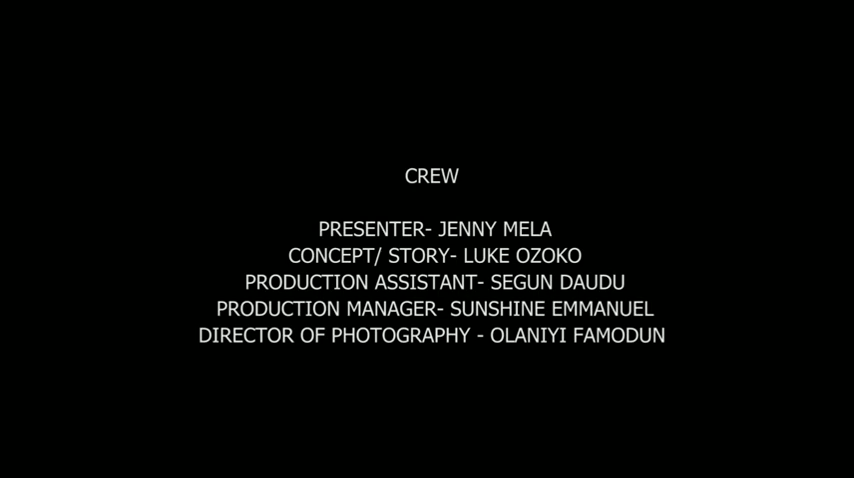 CREW
PRESENTER- JENNY MELA
CONCEPT/ STORY- LUKE OZOKO
PRODUCTION ASSISTANT- SEGUN DAUDU
PRODUCTION MANAGER- SUNSHINE EMMANUEL
DIRECTOR OF PHOTOGRAPHY - OLANIYI FAMODUN